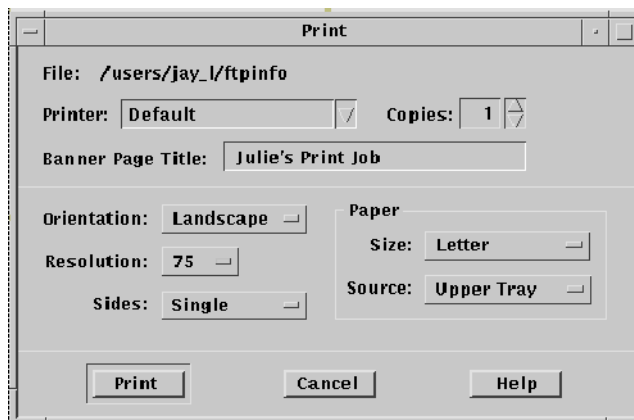 Print
File: /users/jay_l/ftpinfo
Printer: Default Copies: 1
Banner Page Title: Julie's Print Job
Orientation: Landscape
Paper
Size: Letter
Resolution: 75
Source: Upper Tray
Sides: Single
Print Cancel Help